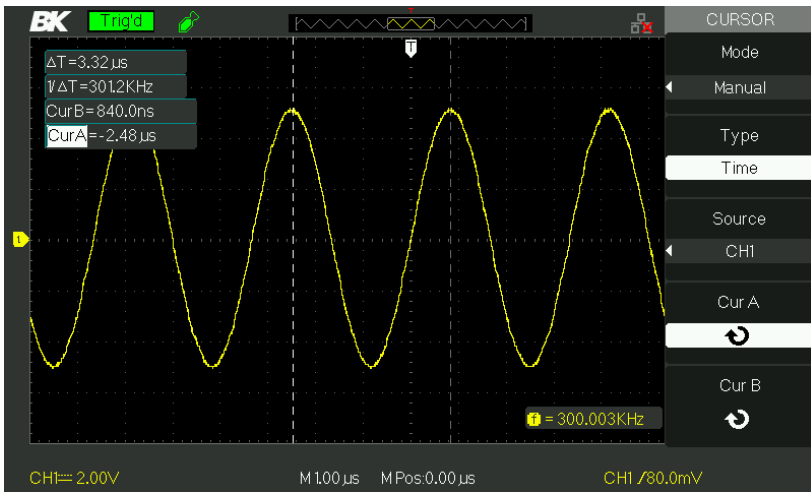 BK Trig'd CURSOR
T
ΔT=3.32µs
1/ΔT=301.2KHz
CurB=840.0ns
CurA=-2.48µs
Mode
Manual
Type
Time
Source
CH1
Cur A
Cur B
1
f = 300.003KHz
CH1 2.00V M 1.00µs M Pos:0.00µs CH1 /80.0mV